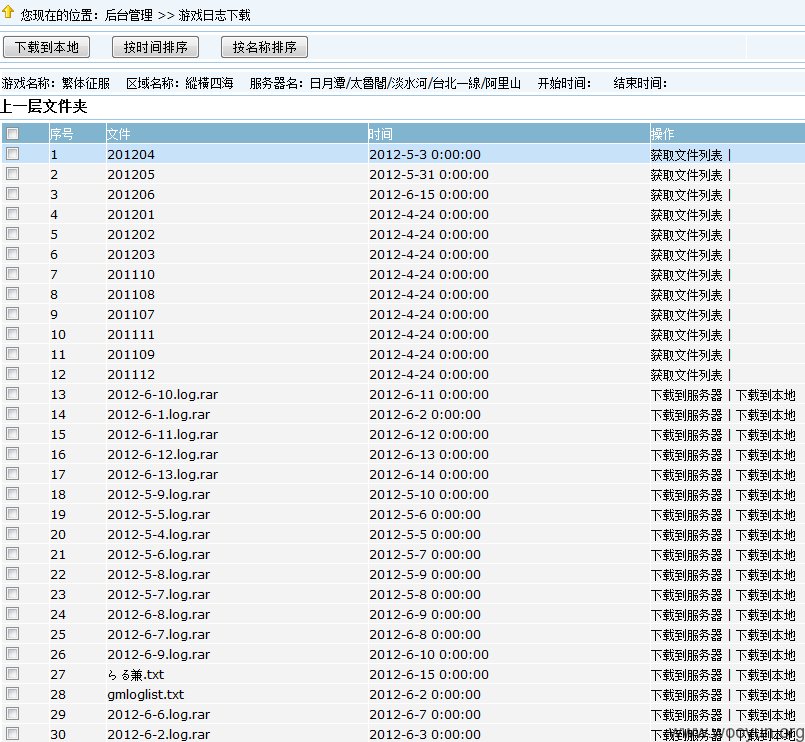 您现在的位置：后台管理 >> 游戏日志下载
下载到本地 按时间排序 按名称排序
游戏名称：繁体征服 区域名称：縱橫四海 服务器名：日月潭/太魯閣/淡水河/台北一線/阿里山 开始时间： 结束时间：
上一层文件夹
序号 文件 时间 操作
1 201204 2012-5-3 0:00:00 获取文件列表 |
2 201205 2012-5-31 0:00:00 获取文件列表 |
3 201206 2012-6-15 0:00:00 获取文件列表 |
4 201201 2012-4-24 0:00:00 获取文件列表 |
5 201202 2012-4-24 0:00:00 获取文件列表 |
6 201203 2012-4-24 0:00:00 获取文件列表 |
7 201110 2012-4-24 0:00:00 获取文件列表 |
8 201108 2012-4-24 0:00:00 获取文件列表 |
9 201107 2012-4-24 0:00:00 获取文件列表 |
10 201111 2012-4-24 0:00:00 获取文件列表 |
11 201109 2012-4-24 0:00:00 获取文件列表 |
12 201112 2012-4-24 0:00:00 获取文件列表 |
13 2012-6-10.log.rar 2012-6-11 0:00:00 下载到服务器 | 下载到本地
14 2012-6-1.log.rar 2012-6-2 0:00:00 下载到服务器 | 下载到本地
15 2012-6-11.log.rar 2012-6-12 0:00:00 下载到服务器 | 下载到本地
16 2012-6-12.log.rar 2012-6-13 0:00:00 下载到服务器 | 下载到本地
17 2012-6-13.log.rar 2012-6-14 0:00:00 下载到服务器 | 下载到本地
18 2012-5-9.log.rar 2012-5-10 0:00:00 下载到服务器 | 下载到本地
19 2012-5-5.log.rar 2012-5-6 0:00:00 下载到服务器 | 下载到本地
20 2012-5-4.log.rar 2012-5-5 0:00:00 下载到服务器 | 下载到本地
21 2012-5-6.log.rar 2012-5-7 0:00:00 下载到服务器 | 下载到本地
22 2012-5-8.log.rar 2012-5-9 0:00:00 下载到服务器 | 下载到本地
23 2012-5-7.log.rar 2012-5-8 0:00:00 下载到服务器 | 下载到本地
24 2012-6-8.log.rar 2012-6-9 0:00:00 下载到服务器 | 下载到本地
25 2012-6-7.log.rar 2012-6-8 0:00:00 下载到服务器 | 下载到本地
26 2012-6-9.log.rar 2012-6-10 0:00:00 下载到服务器 | 下载到本地
27 らる兼.txt 2012-6-15 0:00:00 下载到服务器 | 下载到本地
28 gmloglist.txt 2012-6-2 0:00:00 下载到服务器 | 下载到本地
29 2012-6-6.log.rar 2012-6-7 0:00:00 下载到服务器 | 下载到本地
30 2012-6-2.log.rar 2012-6-3 0:00:00 下载到服务器 | 下载到本地
www.wooyun.org